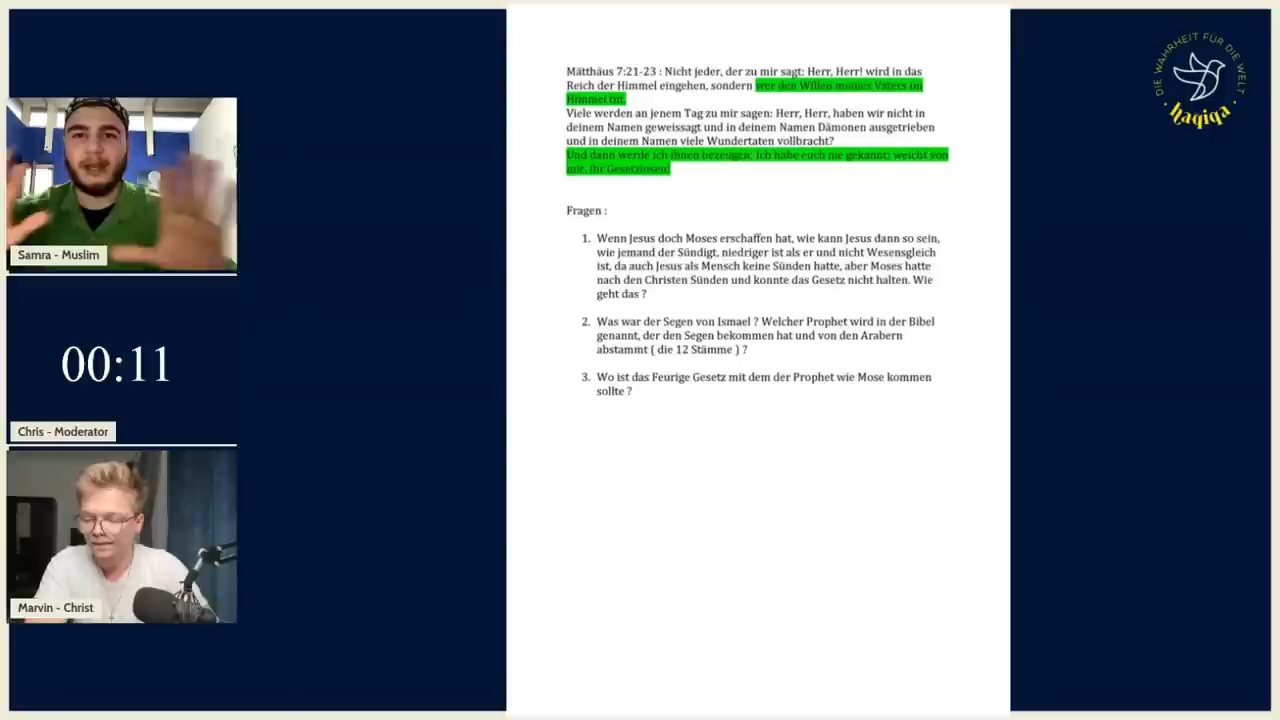 Mätthäus 7:21-23 : Nicht jeder, der zu mir sagt: Herr, Herr! wird in das
Reich der Himmel eingehen, sondern wer den Willen meines Vaters im
Himmel tut.
Viele werden an jenem Tag zu mir sagen: Herr, Herr, haben wir nicht in
deinem Namen geweissagt und in deinem Namen Dämonen ausgetrieben
und in deinem Namen viele Wundertaten vollbracht?
Und dann werde ich ihnen bezeugen: Ich habe euch nie gekannt; weicht von
mir, ihr Gesetzlosen!
Fragen :
1. Wenn Jesus doch Moses erschaffen hat, wie kann Jesus dann so sein,
wie jemand der Sündigt, niedriger ist als er und nicht Wesensgleich
ist, da auch Jesus als Mensch keine Sünden hatte, aber Moses hatte
nach den Christen Sünden und konnte das Gesetz nicht halten. Wie
geht das ?
2. Was war der Segen von Ismael ? Welcher Prophet wird in der Bibel
genannt, der den Segen bekommen hat und von den Arabern
abstammt ( die 12 Stämme ) ?
3. Wo ist das Feurige Gesetz mit dem der Prophet wie Mose kommen
sollte ?
Samra - Muslim
00:11
Chris - Moderator
Marvin - Christ
DIE WAHRHEIT FÜR DIE WELT
haqiqa